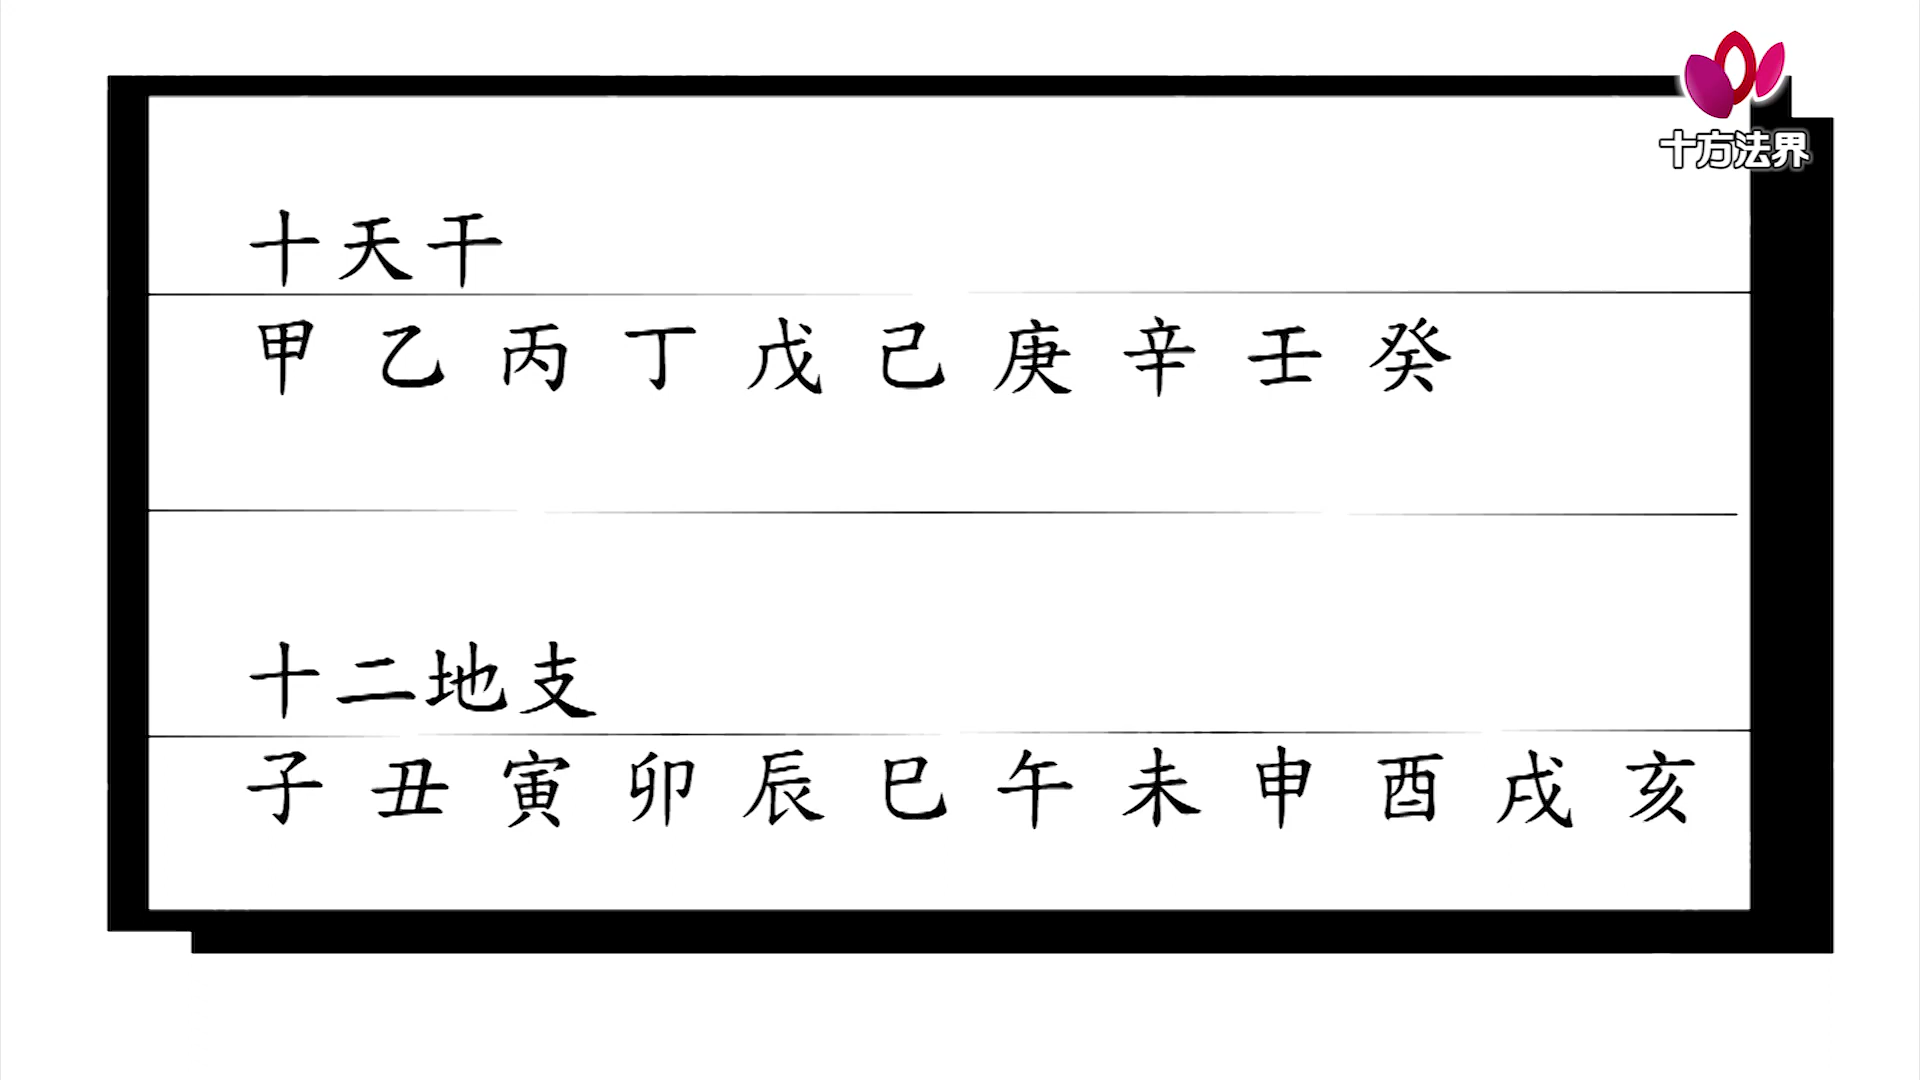 十方法界
十天干
甲 乙 丙 丁 戊 己 庚 辛 壬 癸
十二地支
子 丑 寅 卯 辰 巳 午 未 申 酉 戌 亥